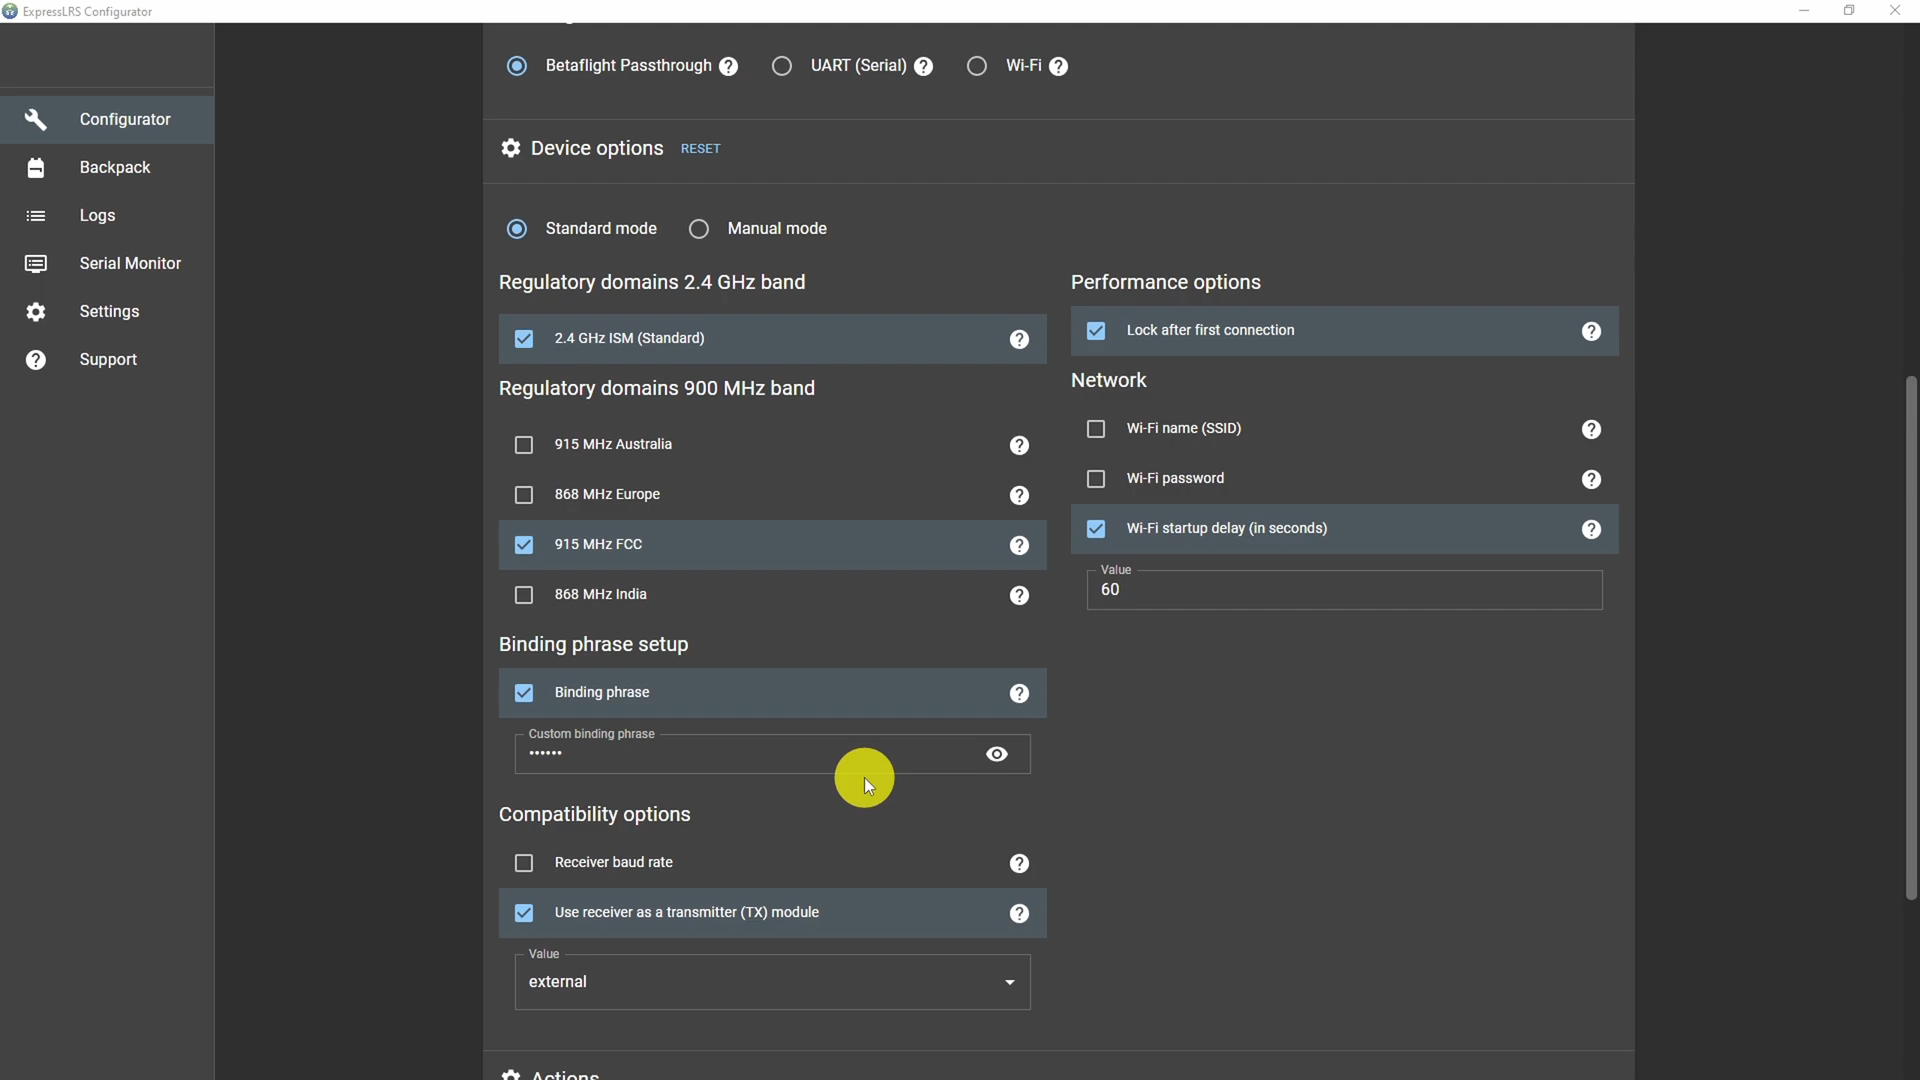 ExpressLRS Configurator
Configurator
Backpack
Logs
Serial Monitor
Settings
Support
Betaflight Passthrough
UART (Serial)
Wi-Fi
Device options RESET
Standard mode
Manual mode
Regulatory domains 2.4 GHz band
2.4 GHz ISM (Standard)
Regulatory domains 900 MHz band
915 MHz Australia
868 MHz Europe
915 MHz FCC
868 MHz India
Binding phrase setup
Binding phrase
Custom binding phrase
••••••
Compatibility options
Receiver baud rate
Use receiver as a transmitter (TX) module
Value
external
Performance options
Lock after first connection
Network
Wi-Fi name (SSID)
Wi-Fi password
Wi-Fi startup delay (in seconds)
Value
60
Actions